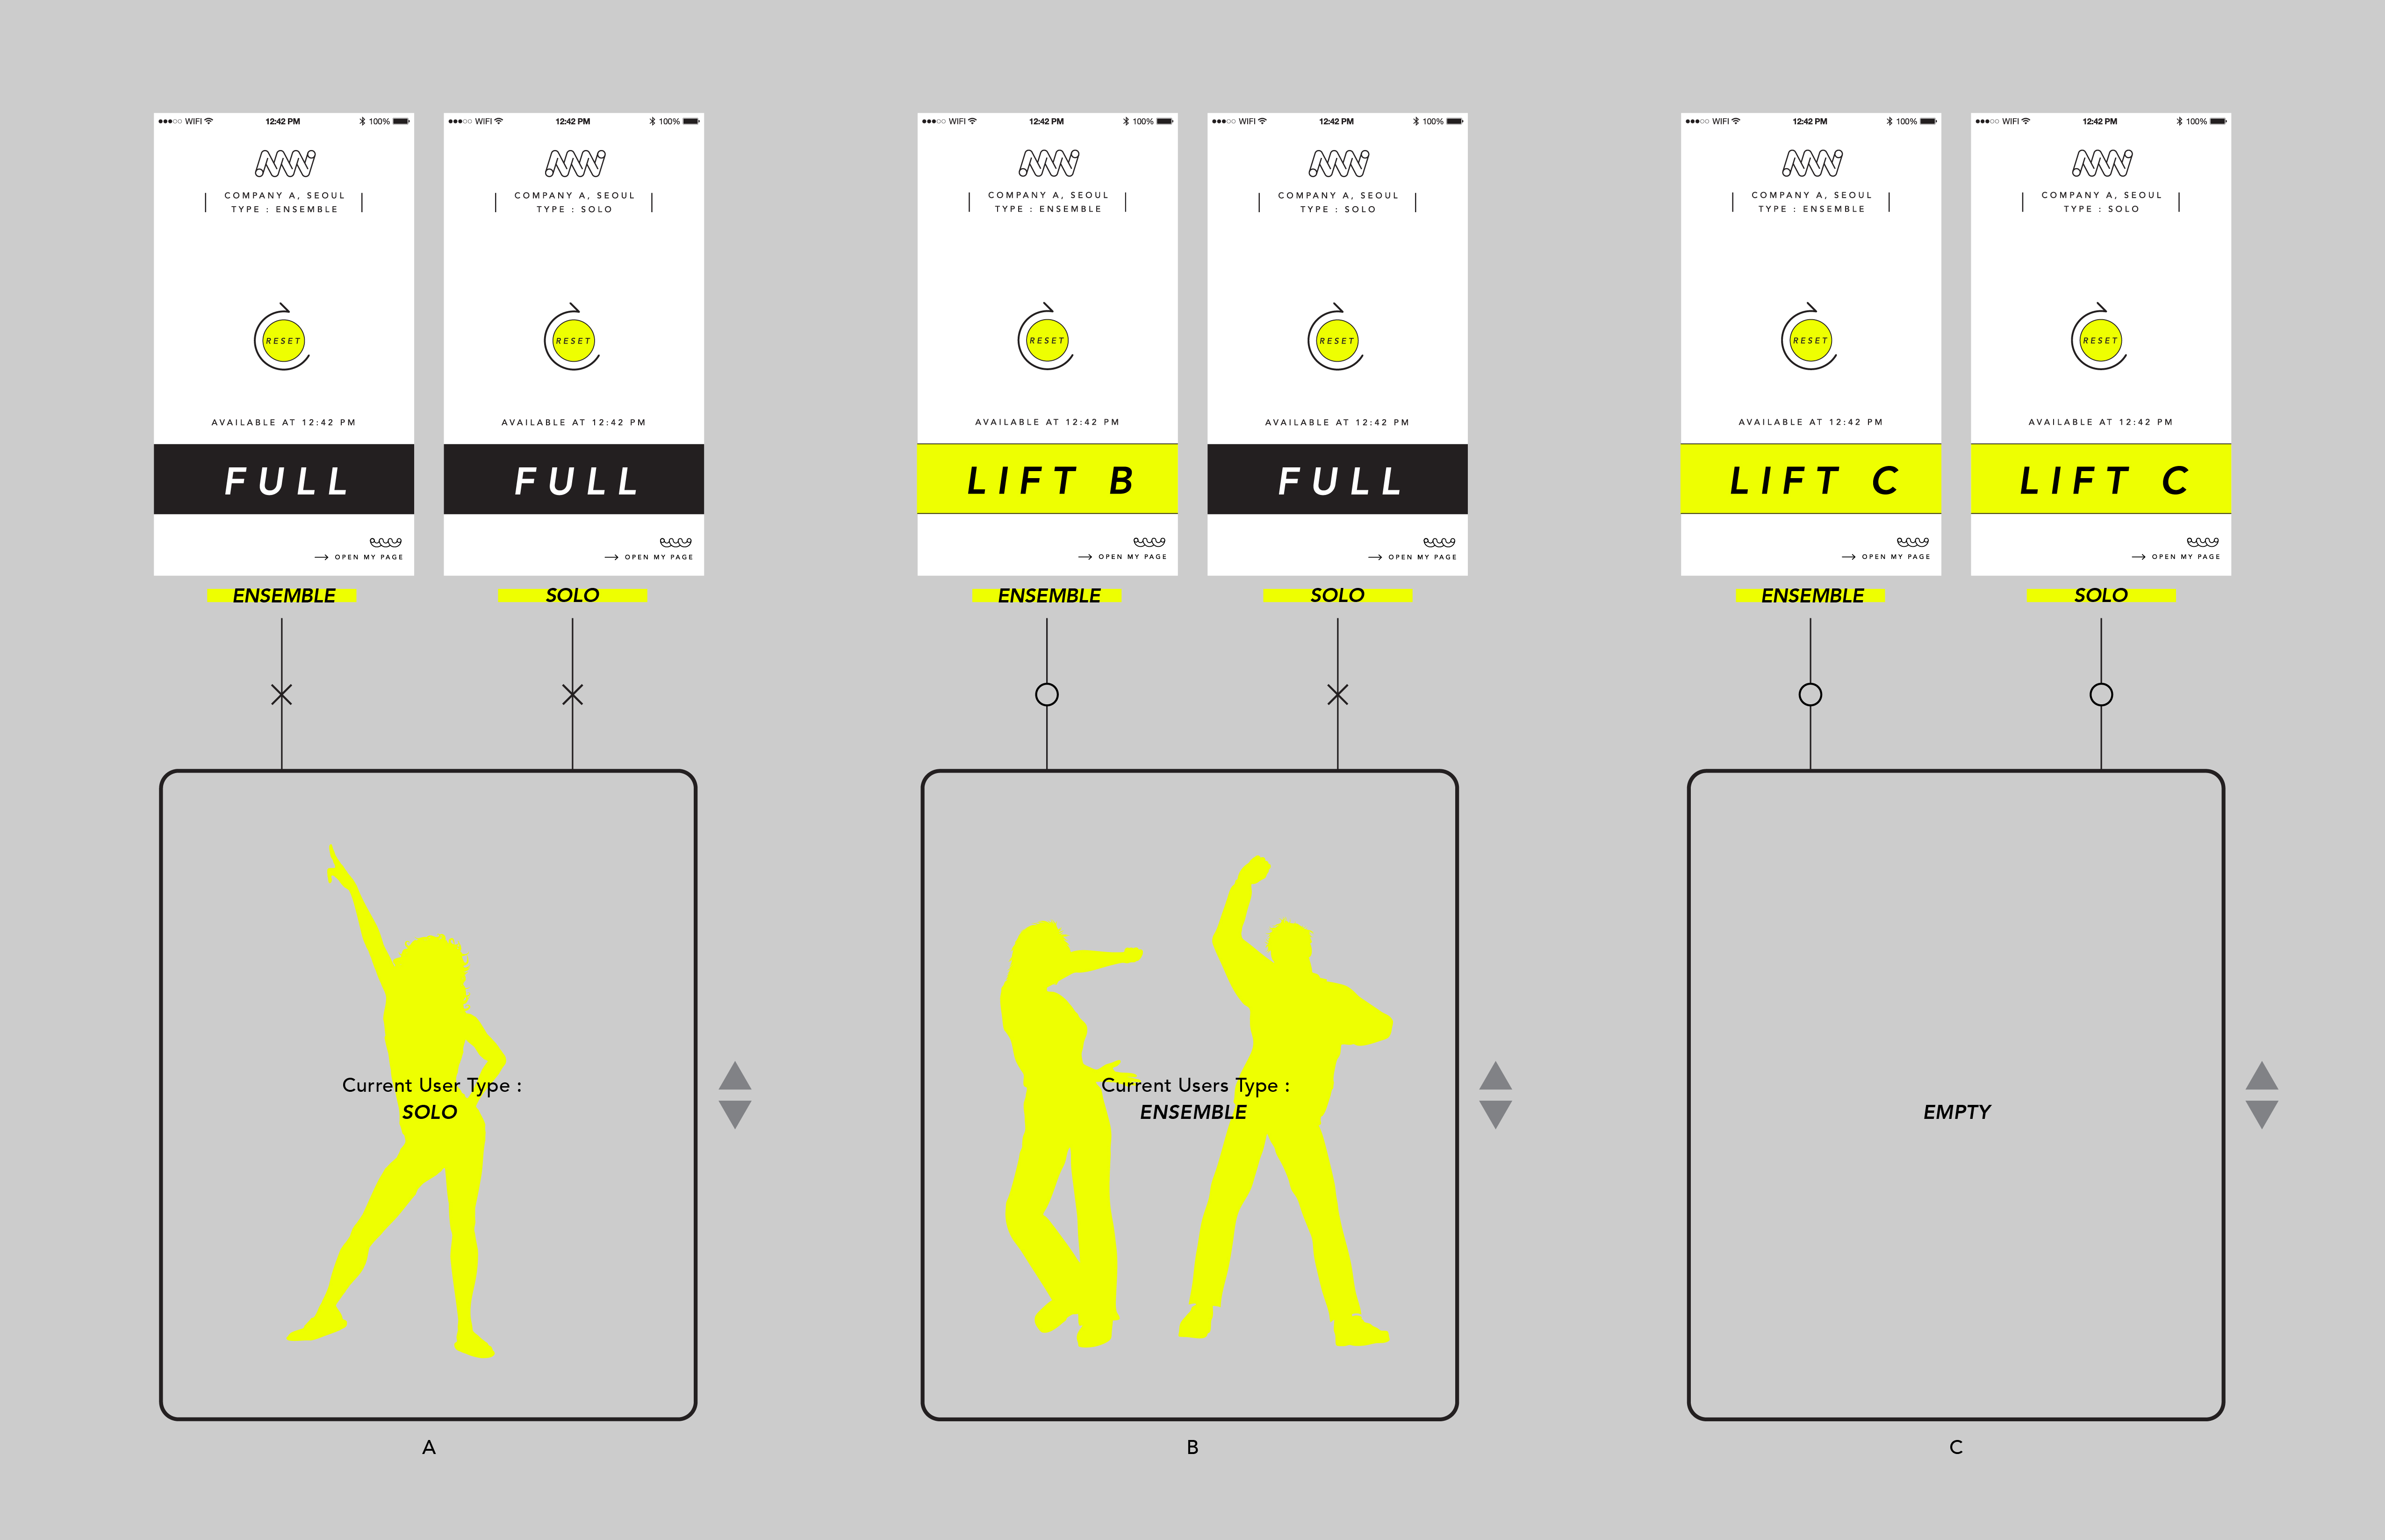 WIFI 12:42 PM 100%
COMPANY A, SEOUL
TYPE : ENSEMBLE
RESET
AVAILABLE AT 12:42 PM
FULL
OPEN MY PAGE
ENSEMBLE
WIFI 12:42 PM 100%
COMPANY A, SEOUL
TYPE : SOLO
RESET
AVAILABLE AT 12:42 PM
FULL
OPEN MY PAGE
SOLO
Current User Type :
SOLO
A
WIFI 12:42 PM 100%
COMPANY A, SEOUL
TYPE : ENSEMBLE
RESET
AVAILABLE AT 12:42 PM
LIFT B
OPEN MY PAGE
ENSEMBLE
WIFI 12:42 PM 100%
COMPANY A, SEOUL
TYPE : SOLO
RESET
AVAILABLE AT 12:42 PM
FULL
OPEN MY PAGE
SOLO
Current Users Type :
ENSEMBLE
B
WIFI 12:42 PM 100%
COMPANY A, SEOUL
TYPE : ENSEMBLE
RESET
AVAILABLE AT 12:42 PM
LIFT C
OPEN MY PAGE
ENSEMBLE
WIFI 12:42 PM 100%
COMPANY A, SEOUL
TYPE : SOLO
RESET
AVAILABLE AT 12:42 PM
LIFT C
OPEN MY PAGE
SOLO
EMPTY
C